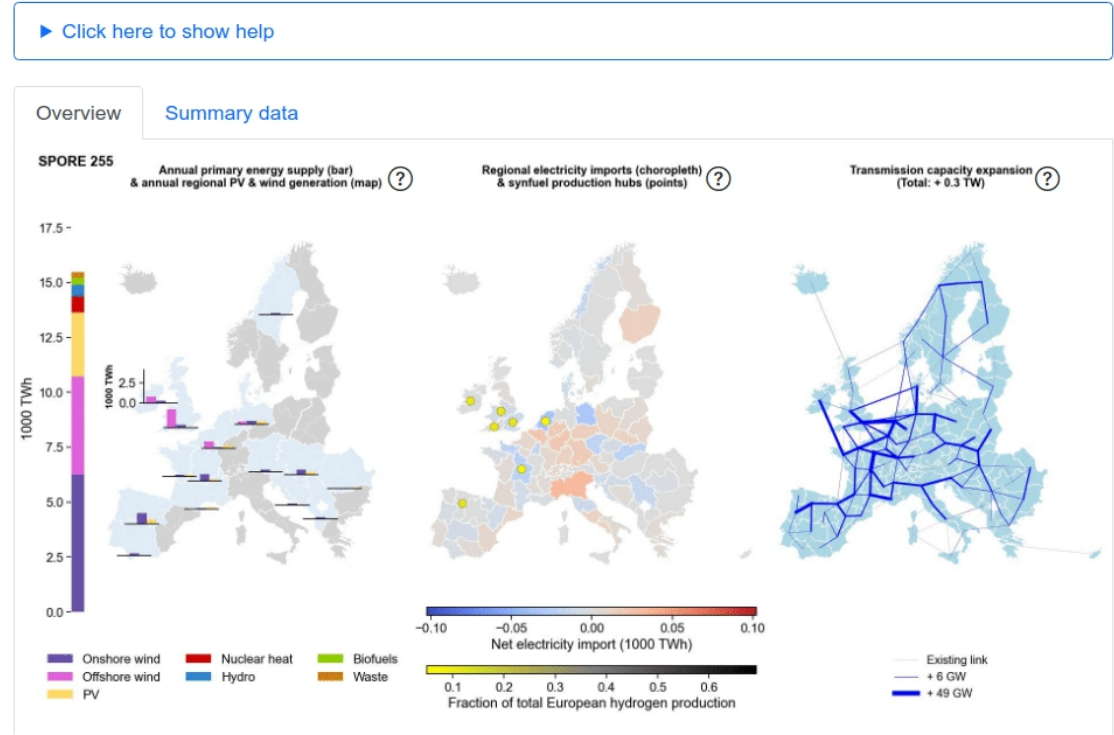 Click here to show help
Overview
Summary data
SPORE 255
Annual primary energy supply (bar)
& annual regional PV & wind generation (map)
?
Regional electricity imports (choropleth)
& synfuel production hubs (points)
?
Transmission capacity expansion
(Total: + 0.3 TW)
?
1000 TWh
17.5
15.0
12.5
10.0
7.5
5.0
2.5
0.0
1000 TWh
2.5
0.0
−0.10 −0.05 0.00 0.05 0.10
Net electricity import (1000 TWh)
0.1 0.2 0.3 0.4 0.5 0.6
Fraction of total European hydrogen production
Onshore wind
Offshore wind
PV
Nuclear heat
Hydro
Biofuels
Waste
Existing link
+ 6 GW
+ 49 GW